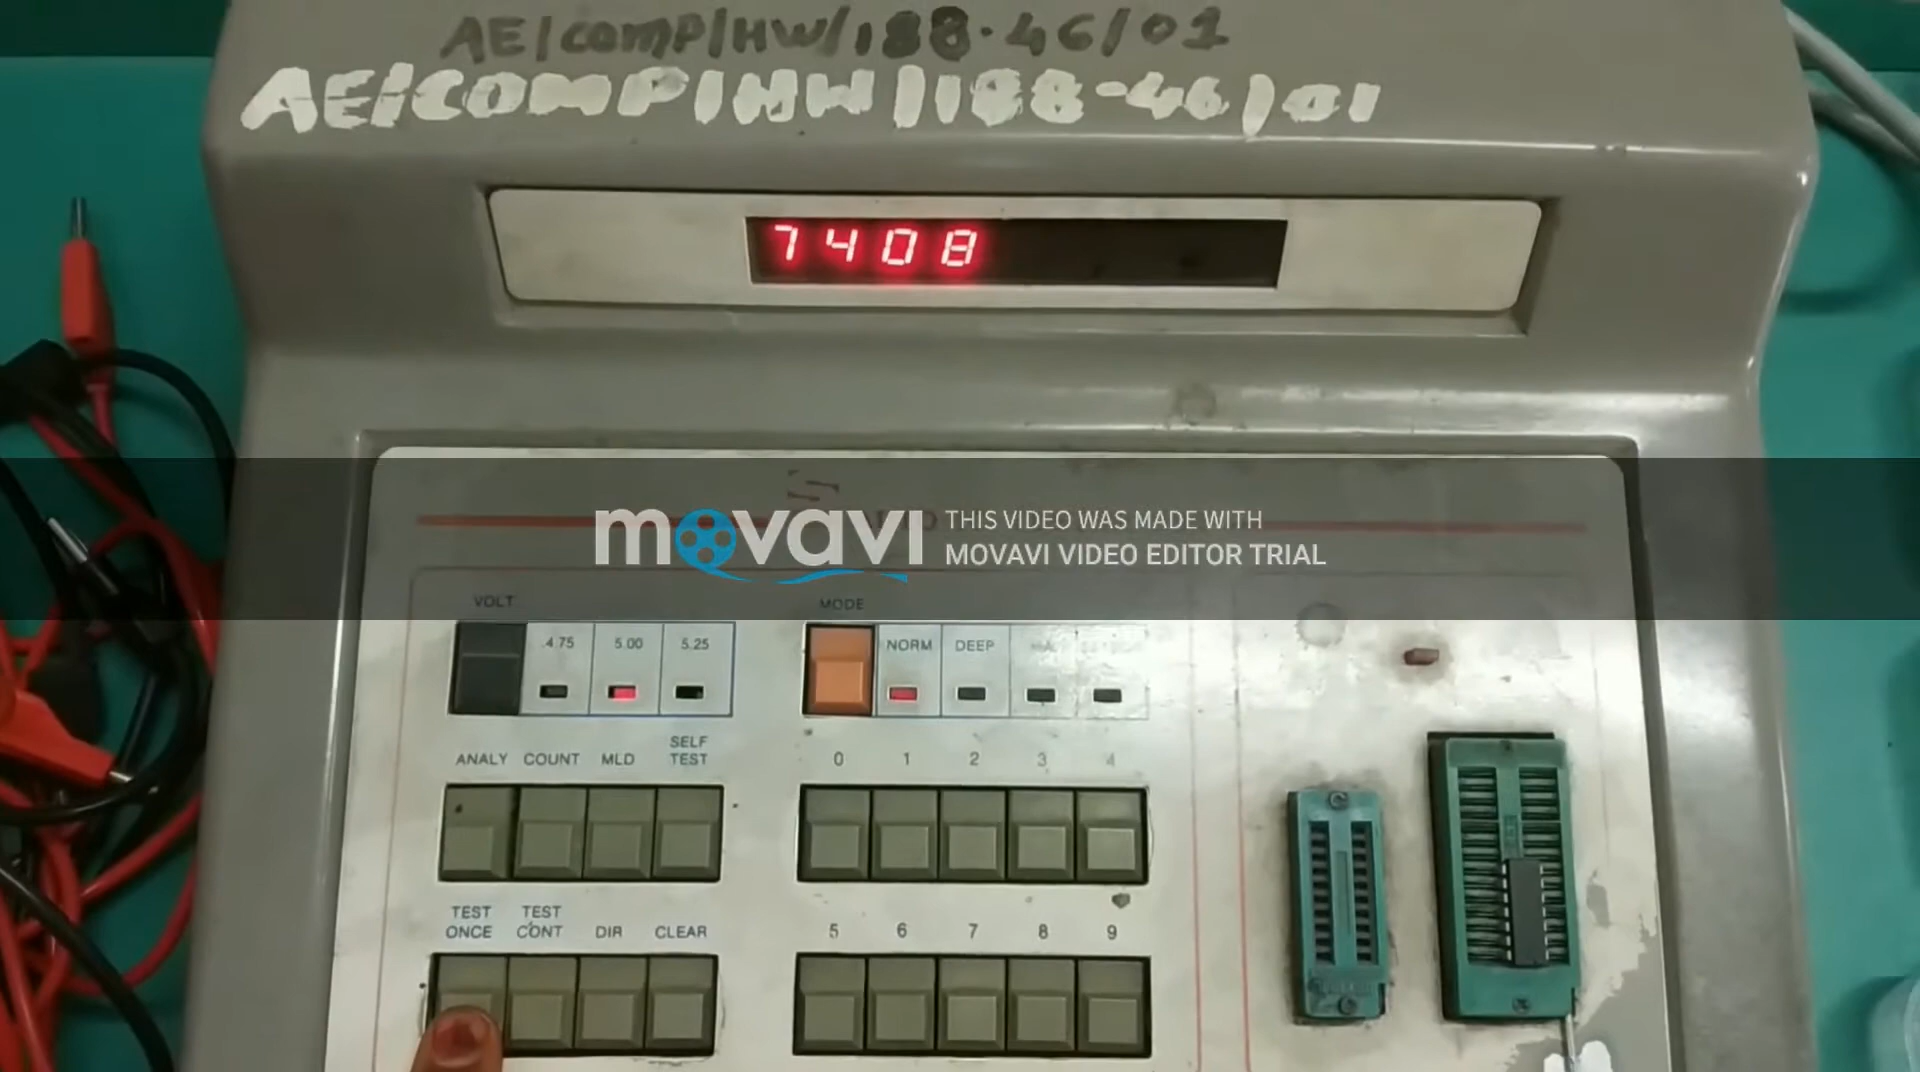 AE/COMP/HW/188.46/01
AE/COMP/HW/188-46/01
7408
movavi
THIS VIDEO WAS MADE WITH
MOVAVI VIDEO EDITOR TRIAL
VOLT
MODE
4.75 5.00 5.25
NORM DEEP
ANALY COUNT MLD SELF TEST
0 1 2 3 4
TEST ONCE TEST CONT DIR CLEAR
5 6 7 8 9